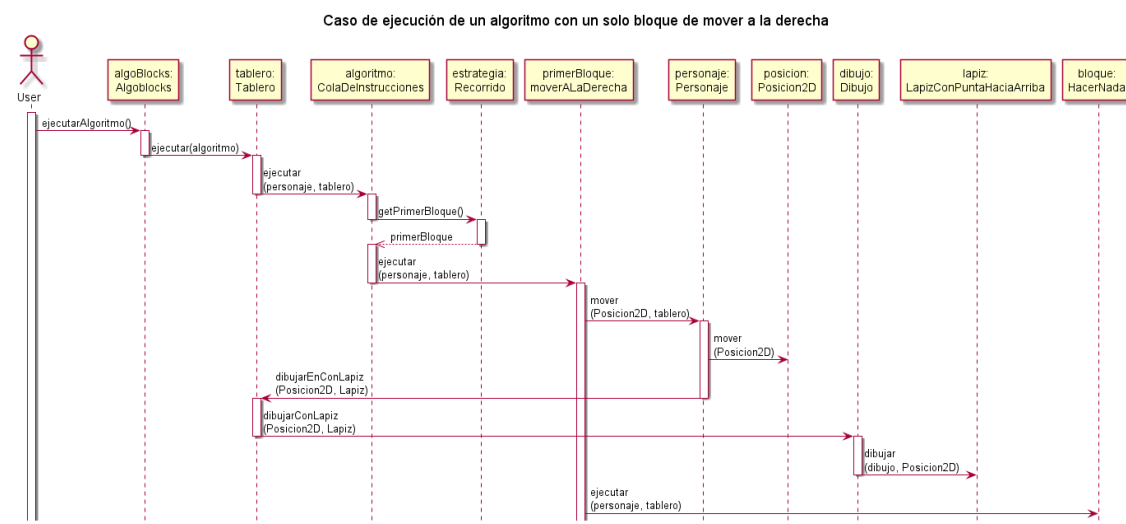 Caso de ejecución de un algoritmo con un solo bloque de mover a la derecha
User
algoBlocks:
Algoblocks
tablero:
Tablero
algoritmo:
ColaDeInstrucciones
estrategia:
Recorrido
primerBloque:
moverALaDerecha
personaje:
Personaje
posicion:
Posicion2D
dibujo:
Dibujo
lapiz:
LapizConPuntaHaciaArriba
bloque:
HacerNada
ejecutarAlgoritmo()
ejecutar(algoritmo)
ejecutar
(personaje, tablero)
getPrimerBloque()
primerBloque
ejecutar
(personaje, tablero)
mover
(Posicion2D, tablero)
mover
(Posicion2D)
dibujarEnConLapiz
(Posicion2D, Lapiz)
dibujarConLapiz
(Posicion2D, Lapiz)
dibujar
(dibujo, Posicion2D)
ejecutar
(personaje, tablero)